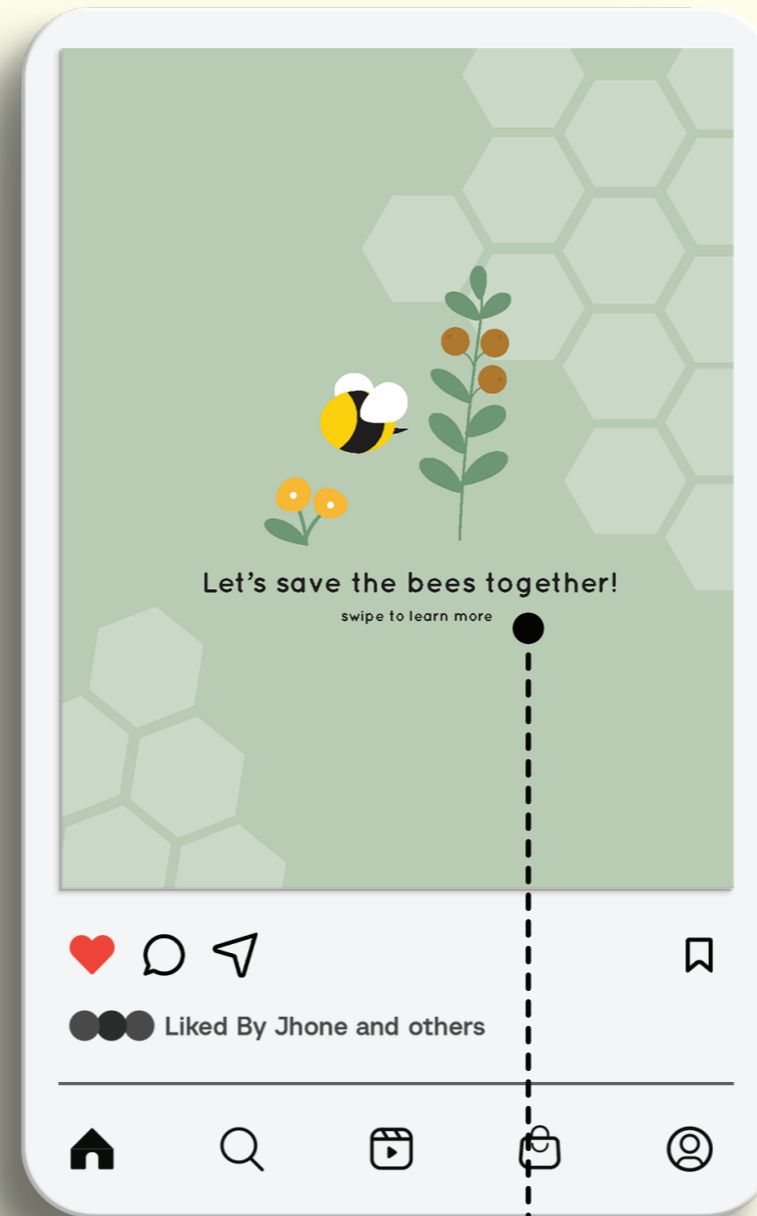 Let's save the bees together!
swipe to learn more
Liked By Jhone and others